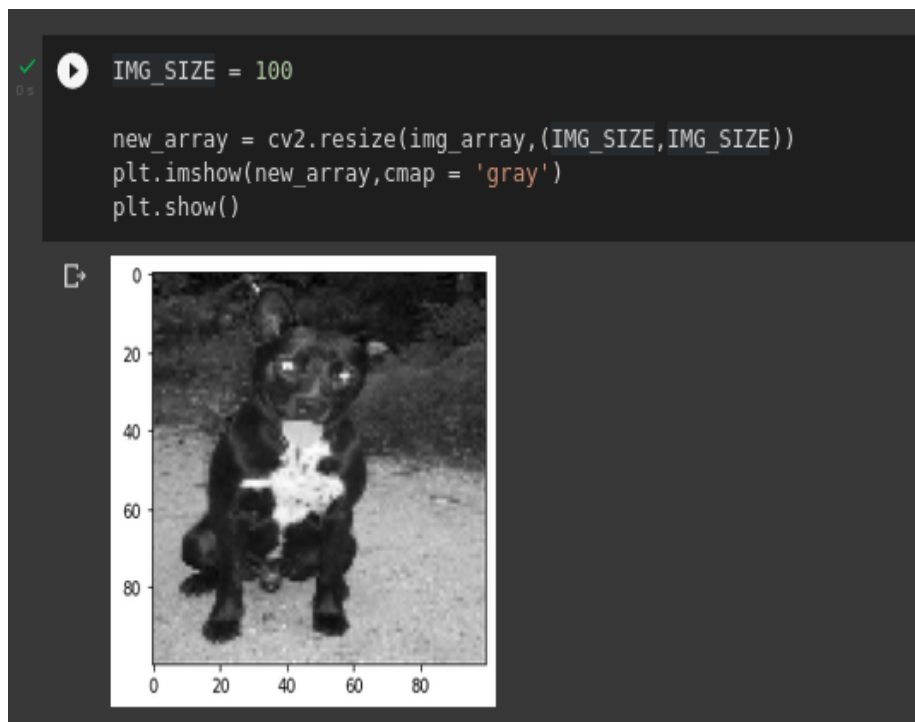 IMG_SIZE = 100
new_array = cv2.resize(img_array,(IMG_SIZE,IMG_SIZE))
plt.imshow(new_array,cmap = 'gray')
plt.show()
0s
0
20
40
60
80
0 20 40 60 80